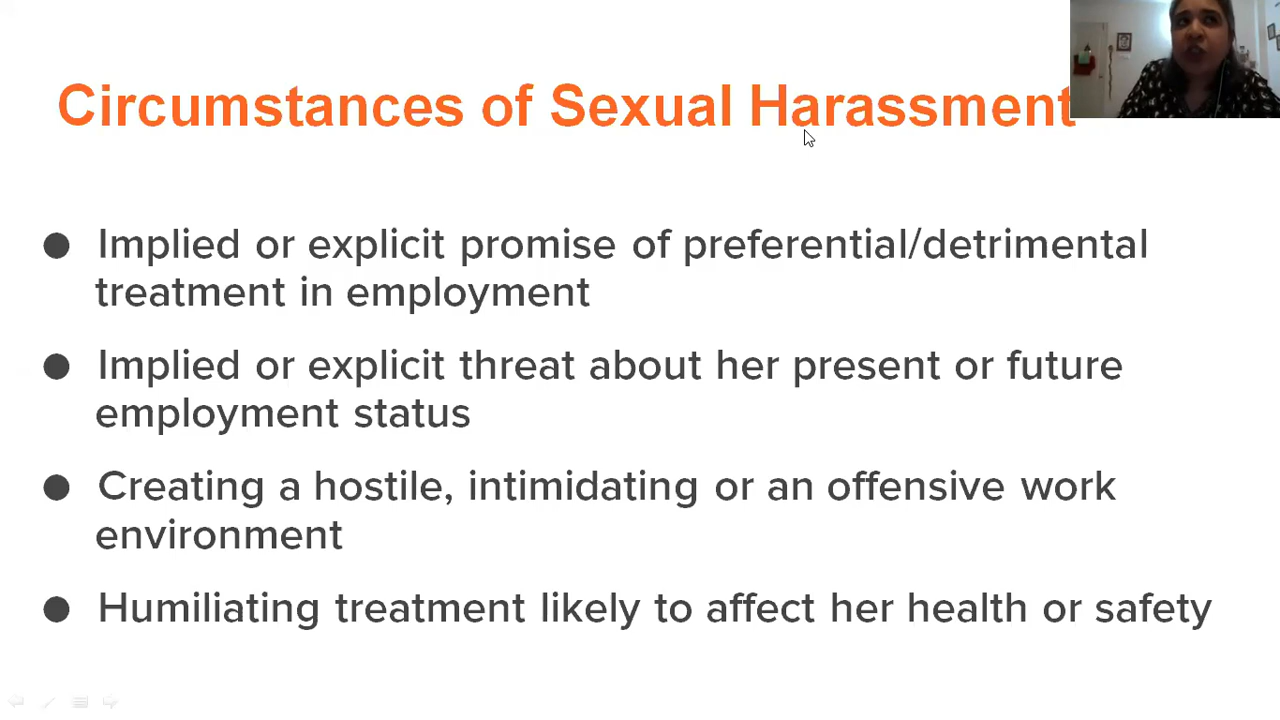 Circumstances of Sexual Harassment
● Implied or explicit promise of preferential/detrimental
treatment in employment
● Implied or explicit threat about her present or future
employment status
● Creating a hostile, intimidating or an offensive work
environment
● Humiliating treatment likely to affect her health or safety